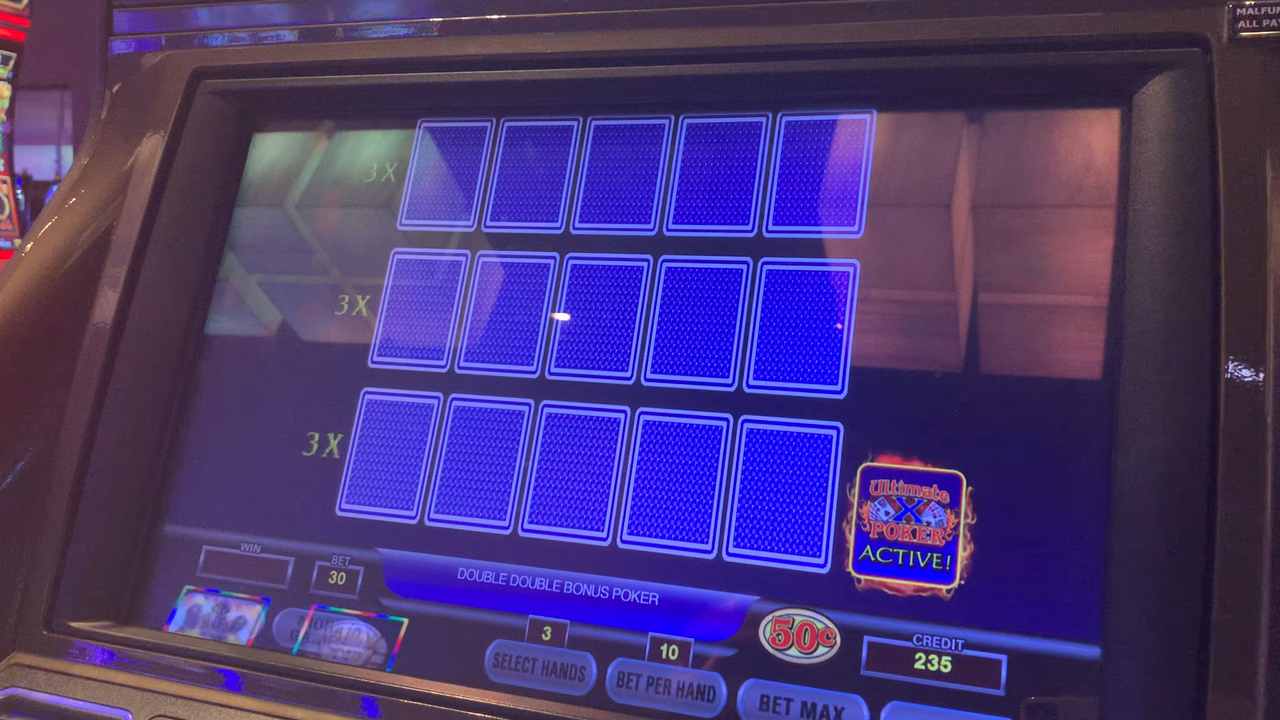 MALFUN
ALL PA
3X
3X
3X
Ultimate
X
POKER
ACTIVE!
WIN
BET
30
DOUBLE DOUBLE BONUS POKER
3
SELECT HANDS
10
BET PER HAND
50¢
BET MAX
CREDIT
235